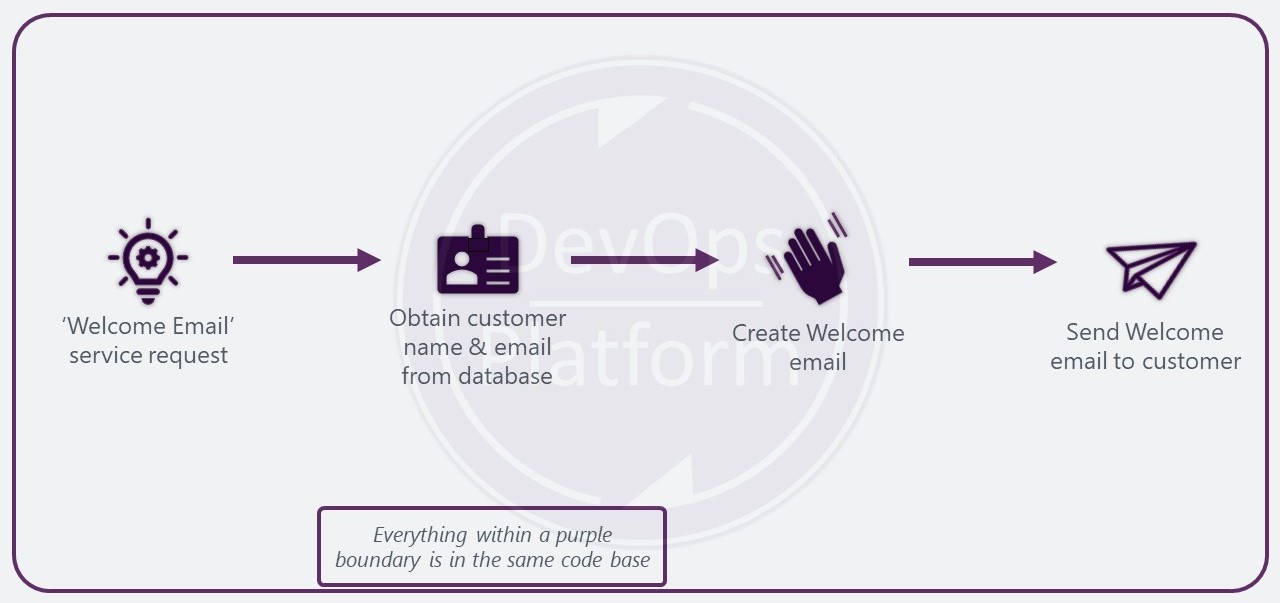 DevOps
Platform
‘Welcome Email’
service request
Obtain customer
name & email
from database
Create Welcome
email
Send Welcome
email to customer
Everything within a purple
boundary is in the same code base